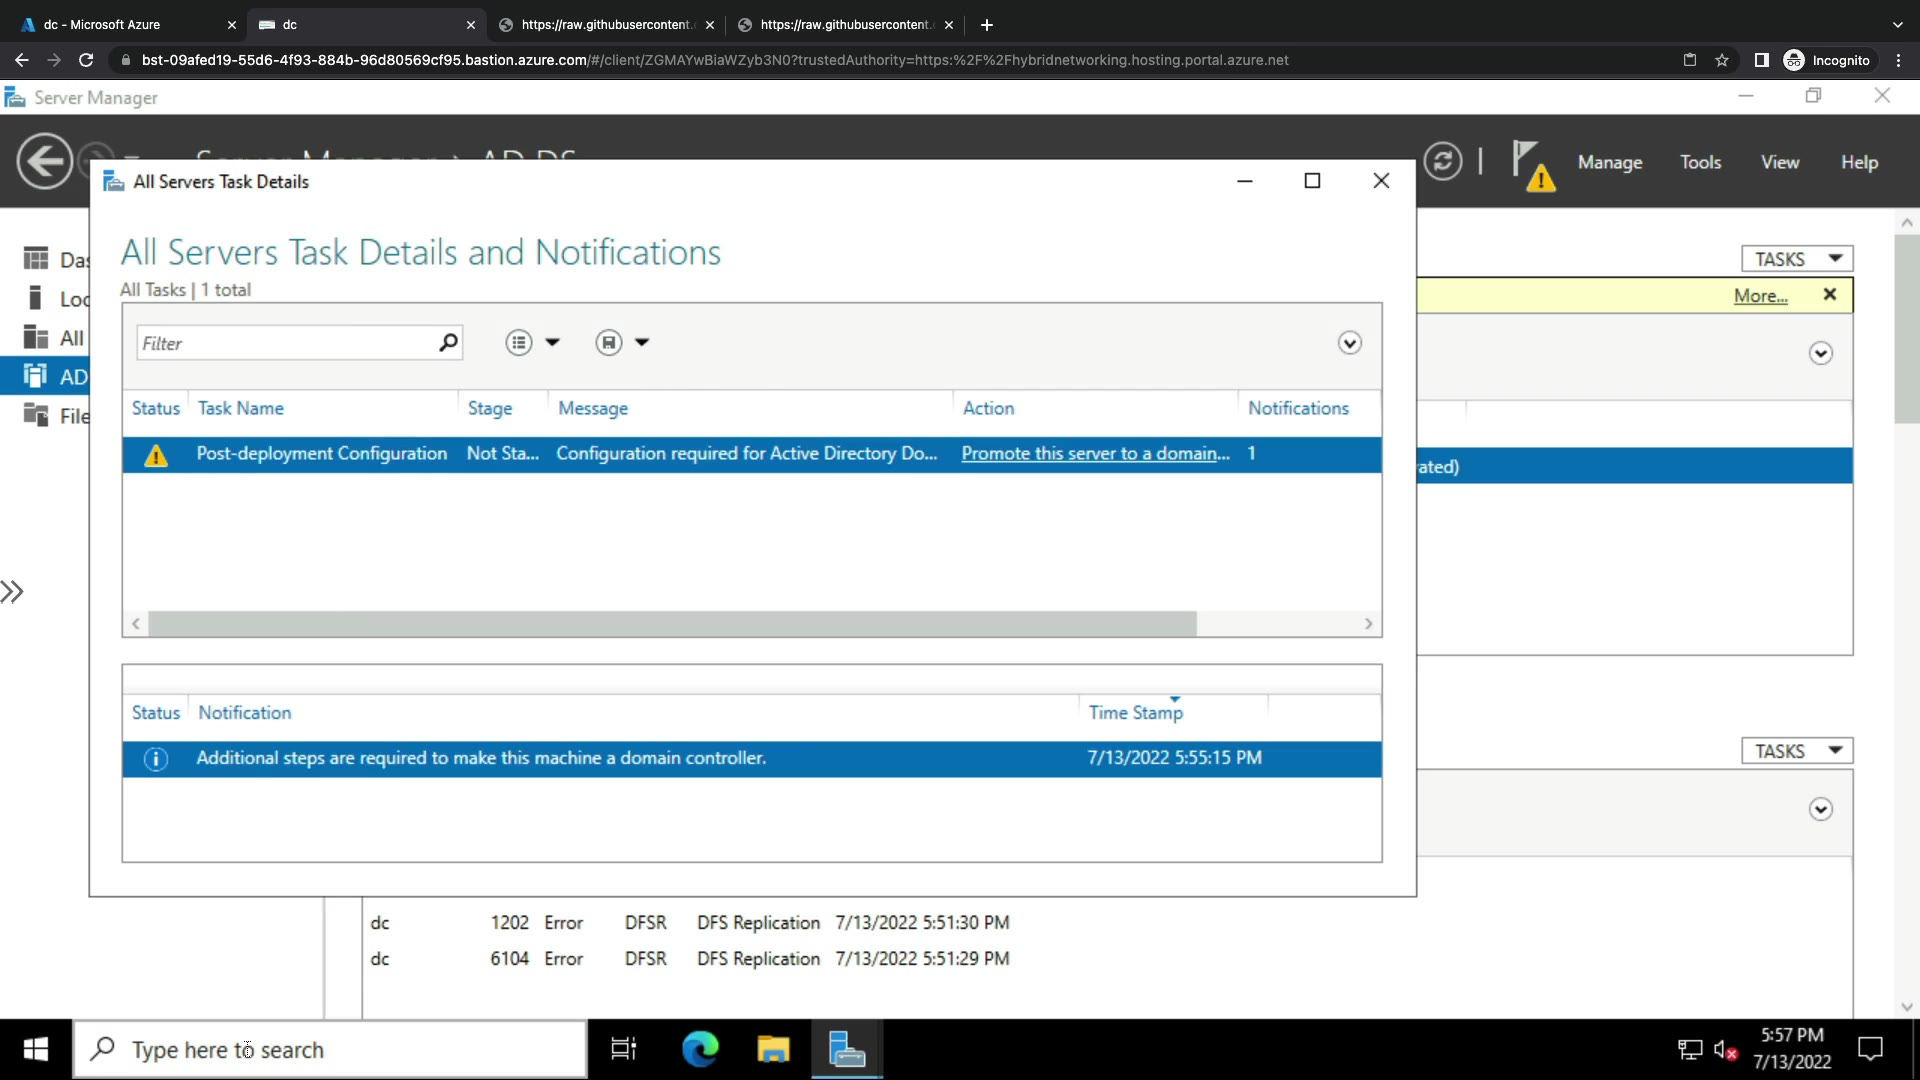 dc - Microsoft Azure
dc
https://raw.githubusercontent.
https://raw.githubusercontent.
bst-09afed19-55d6-4f93-884b-96d80569cf95.bastion.azure.com/#/client/ZGMAYwBiaWZyb3N0?trustedAuthority=https:%2F%2Fhybridnetworking.hosting.portal.azure.net
Incognito
Server Manager
Manage Tools View Help
All Servers Task Details
All Servers Task Details and Notifications
All Tasks | 1 total
Filter
Status Task Name Stage Message Action Notifications
Post-deployment Configuration Not Sta... Configuration required for Active Directory Do... Promote this server to a domain... 1
Status Notification Time Stamp
Additional steps are required to make this machine a domain controller. 7/13/2022 5:55:15 PM
Das
Loc
All
AD
File
TASKS
More...
ated)
TASKS
dc 1202 Error DFSR DFS Replication 7/13/2022 5:51:30 PM
dc 6104 Error DFSR DFS Replication 7/13/2022 5:51:29 PM
Type here to search
5:57 PM
7/13/2022